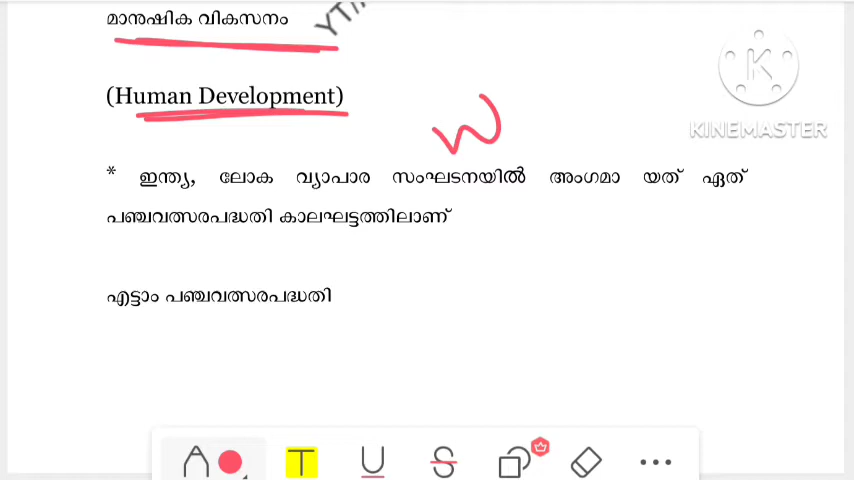 മാനുഷിക വികസനം
YT/
(Human Development)
W
KINEMASTER
* ഇന്ത്യ, ലോക വ്യാപാര സംഘടനയിൽ അംഗമാ യത് ഏത്
പഞ്ചവത്സരപദ്ധതി കാലഘട്ടത്തിലാണ്
എട്ടാം പഞ്ചവത്സരപദ്ധതി